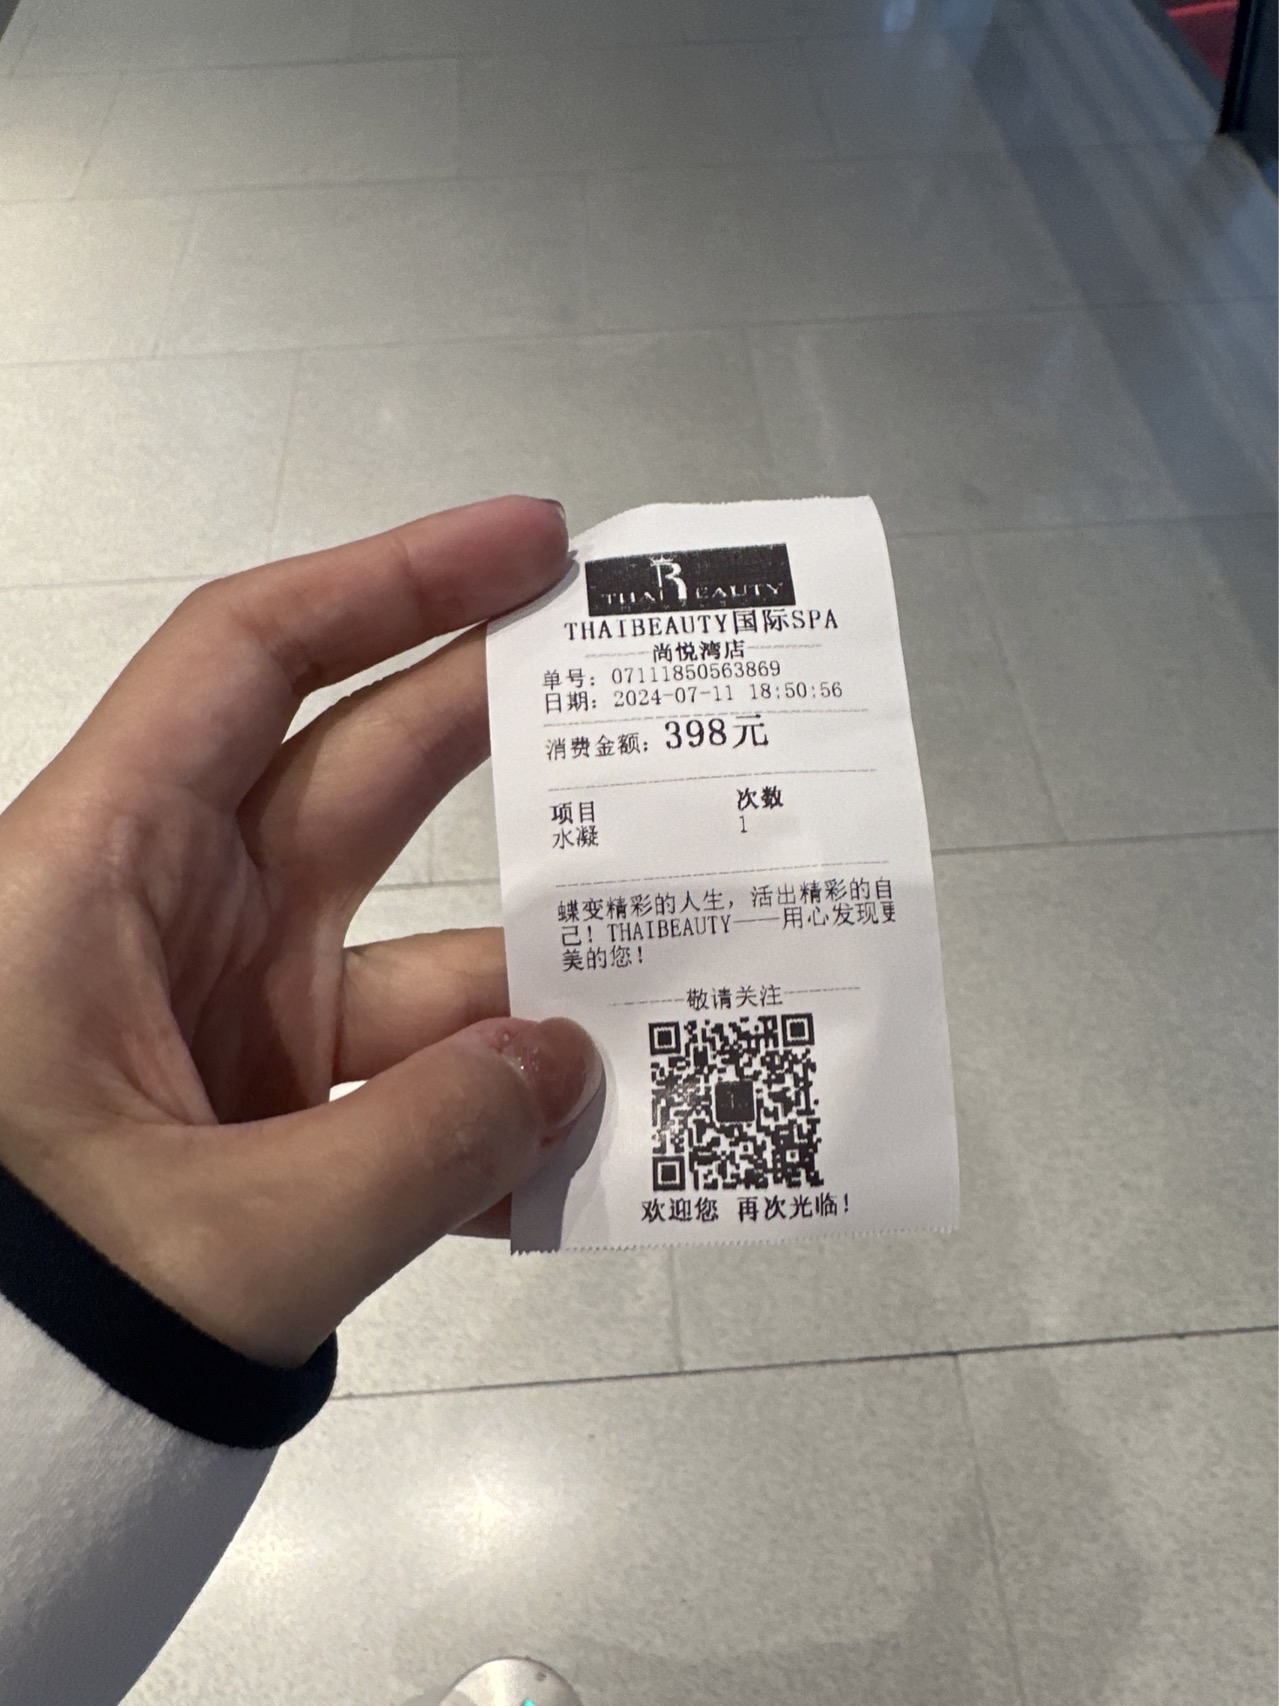 THAI BEAUTY
THAIBEAUTY国际SPA
尚悦湾店
单号：07111850563869
日期：2024-07-11 18:50:56
消费金额：398元
项目 次数
水凝 1
蝶变精彩的人生，活出精彩的自
己！THAIBEAUTY——用心发现更
美的您！
敬请关注
欢迎您 再次光临！